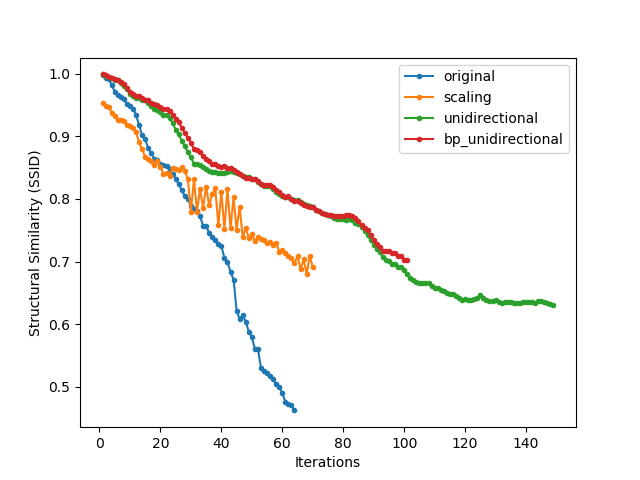 original
scaling
unidirectional
bp_unidirectional
1.0
0.9
0.8
0.7
0.6
0.5
Structural Similarity (SSID)
0 20 40 60 80 100 120 140
Iterations